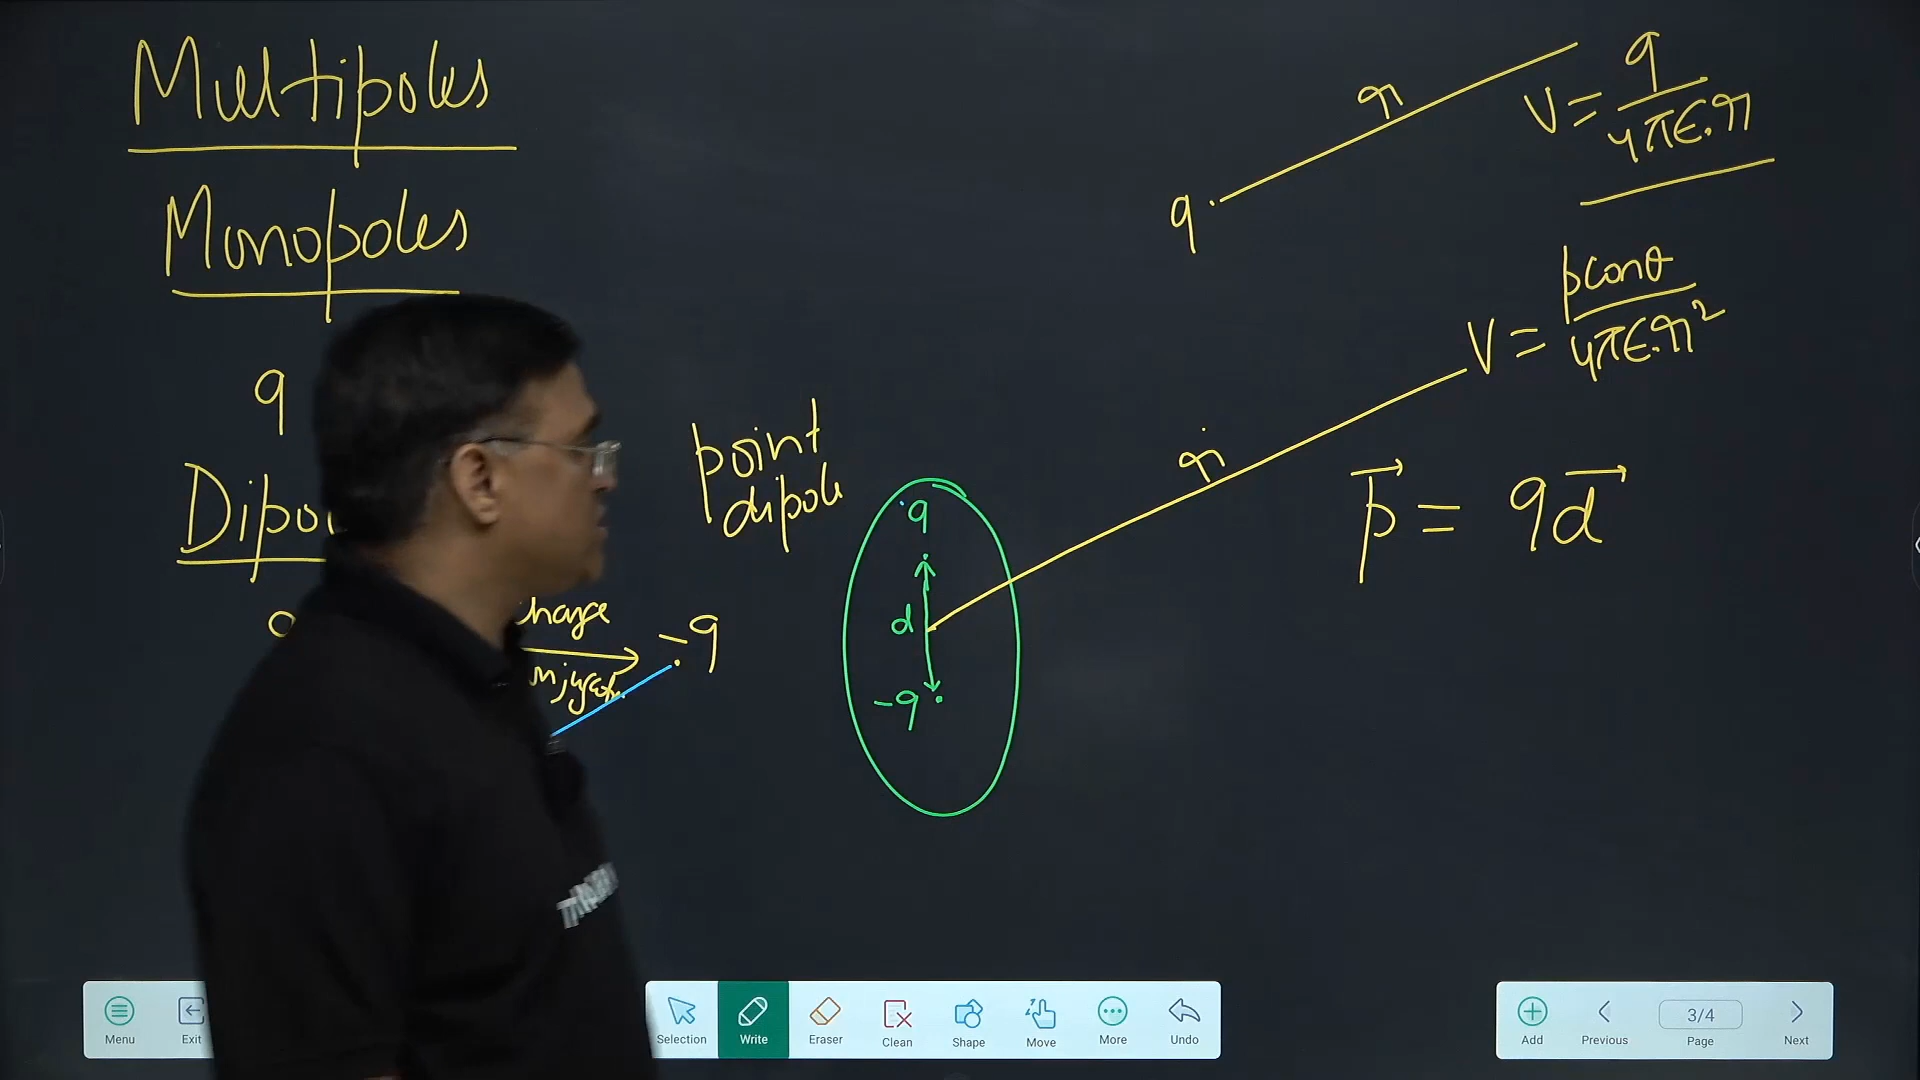 Multipoles
Monopoles
q
Dipo
q
-q
point
dipole
q
d
-q
q
r
V = q / 4πε₀r
V = p cosθ / 4πε₀r²
r
p⃗ = qd⃗
Menu
Exit
Selection
Write
Eraser
Clean
Shape
Move
More
Undo
Add
Previous
3/4
Page
Next